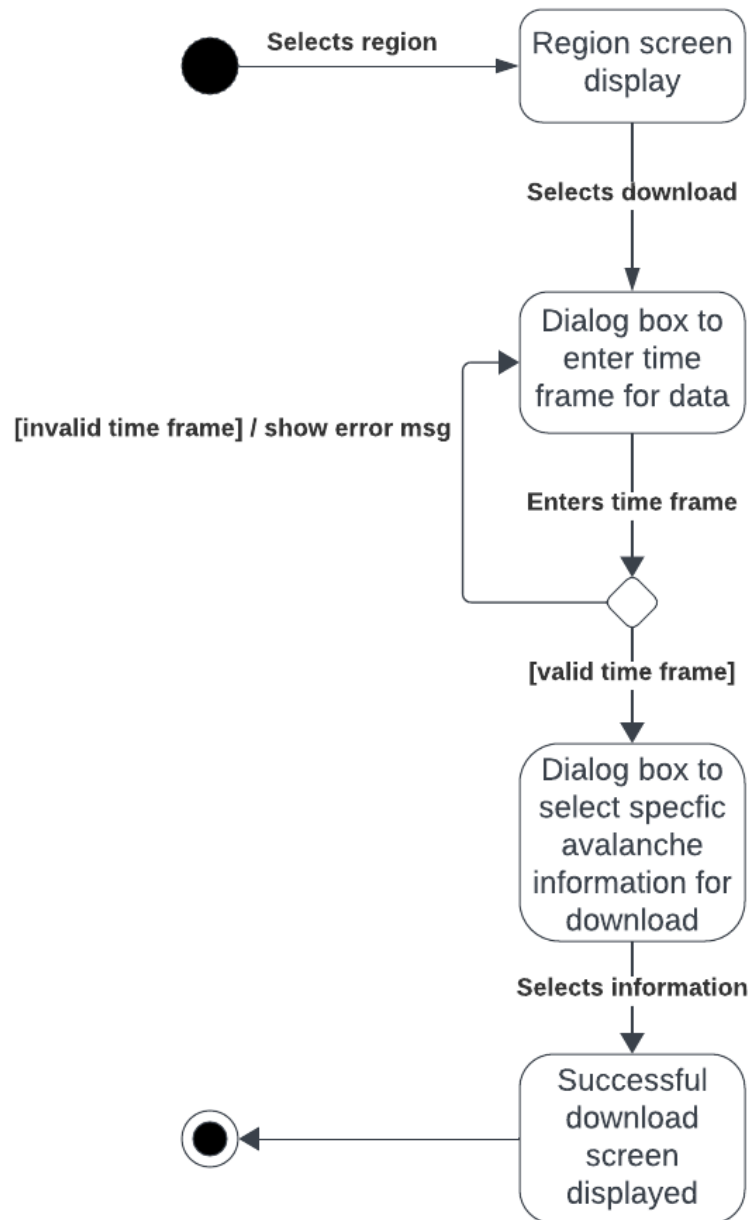 Selects region
Region screen
display
Selects download
Dialog box to
enter time
frame for data
[invalid time frame] / show error msg
Enters time frame
[valid time frame]
Dialog box to
select specfic
avalanche
information for
download
Selects information
Successful
download
screen
displayed